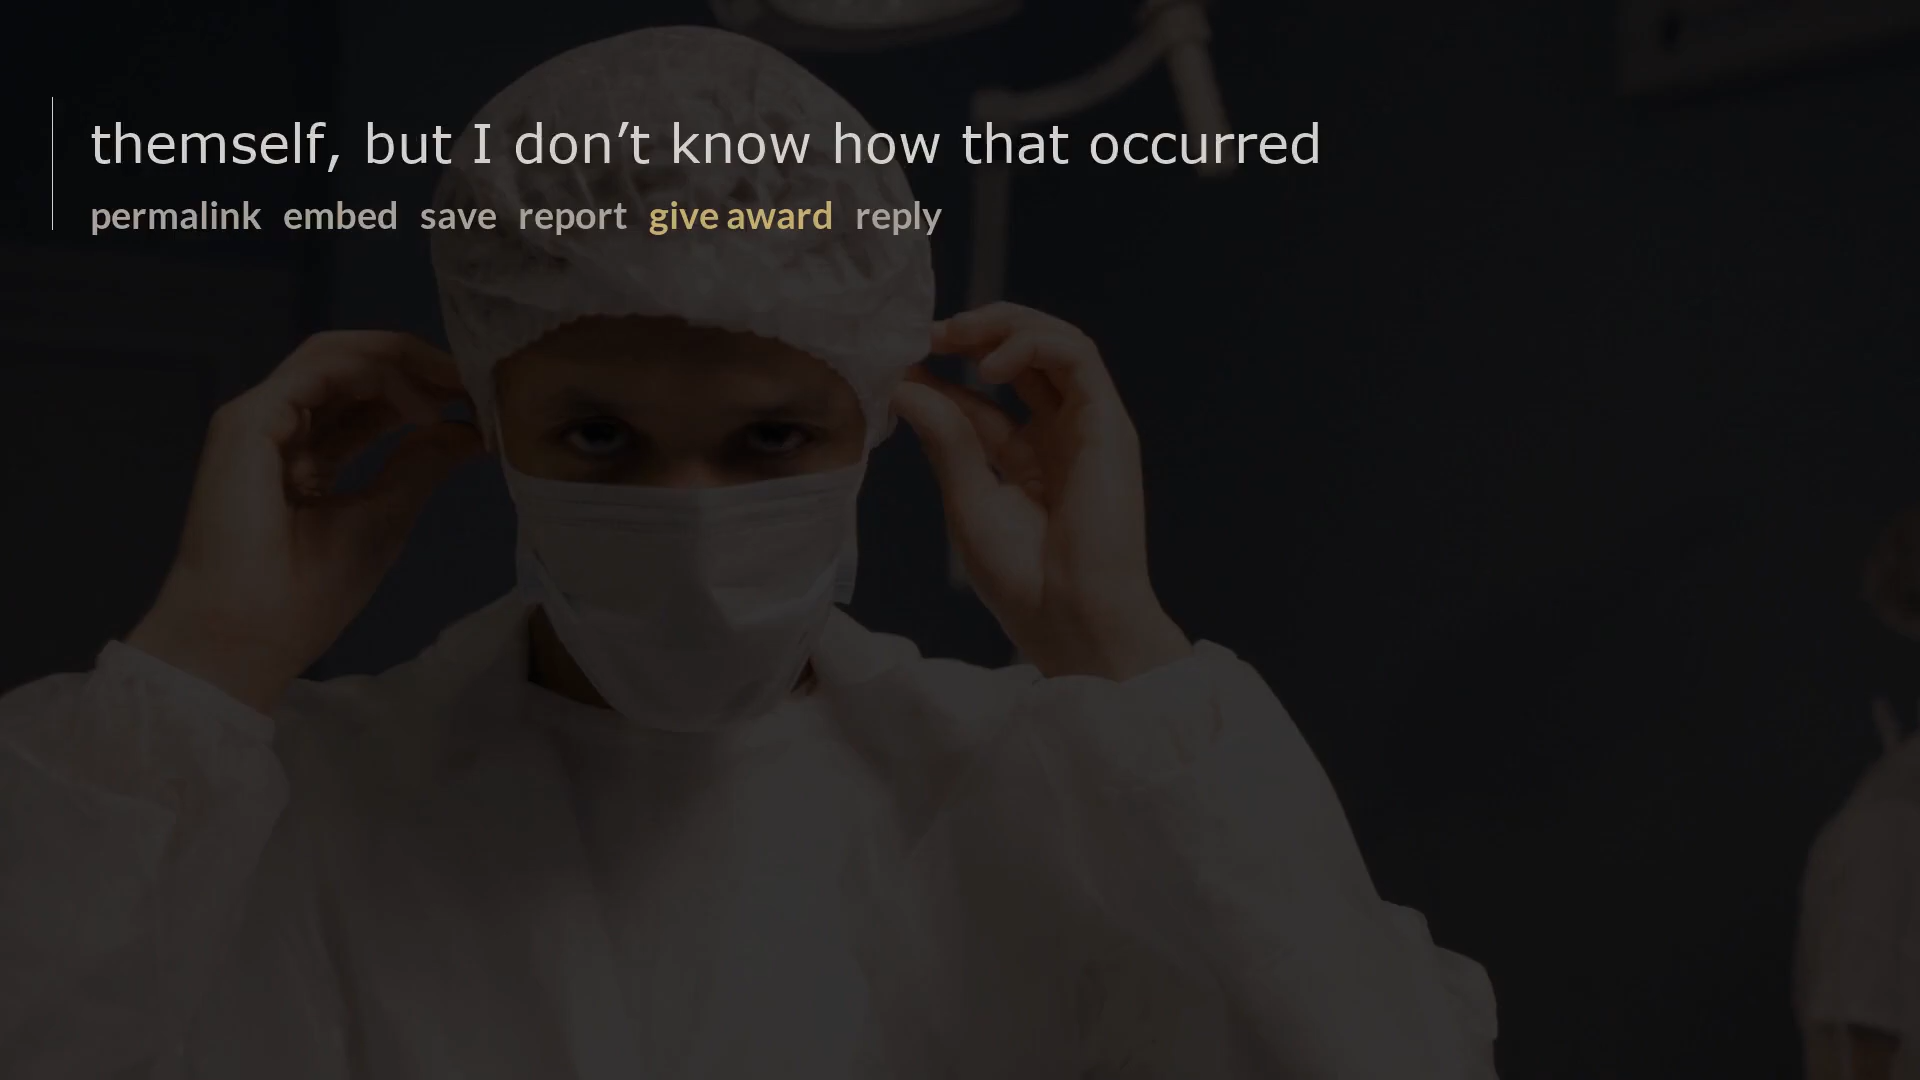 themself, but I don’t know how that occurred
permalink embed save report give award reply